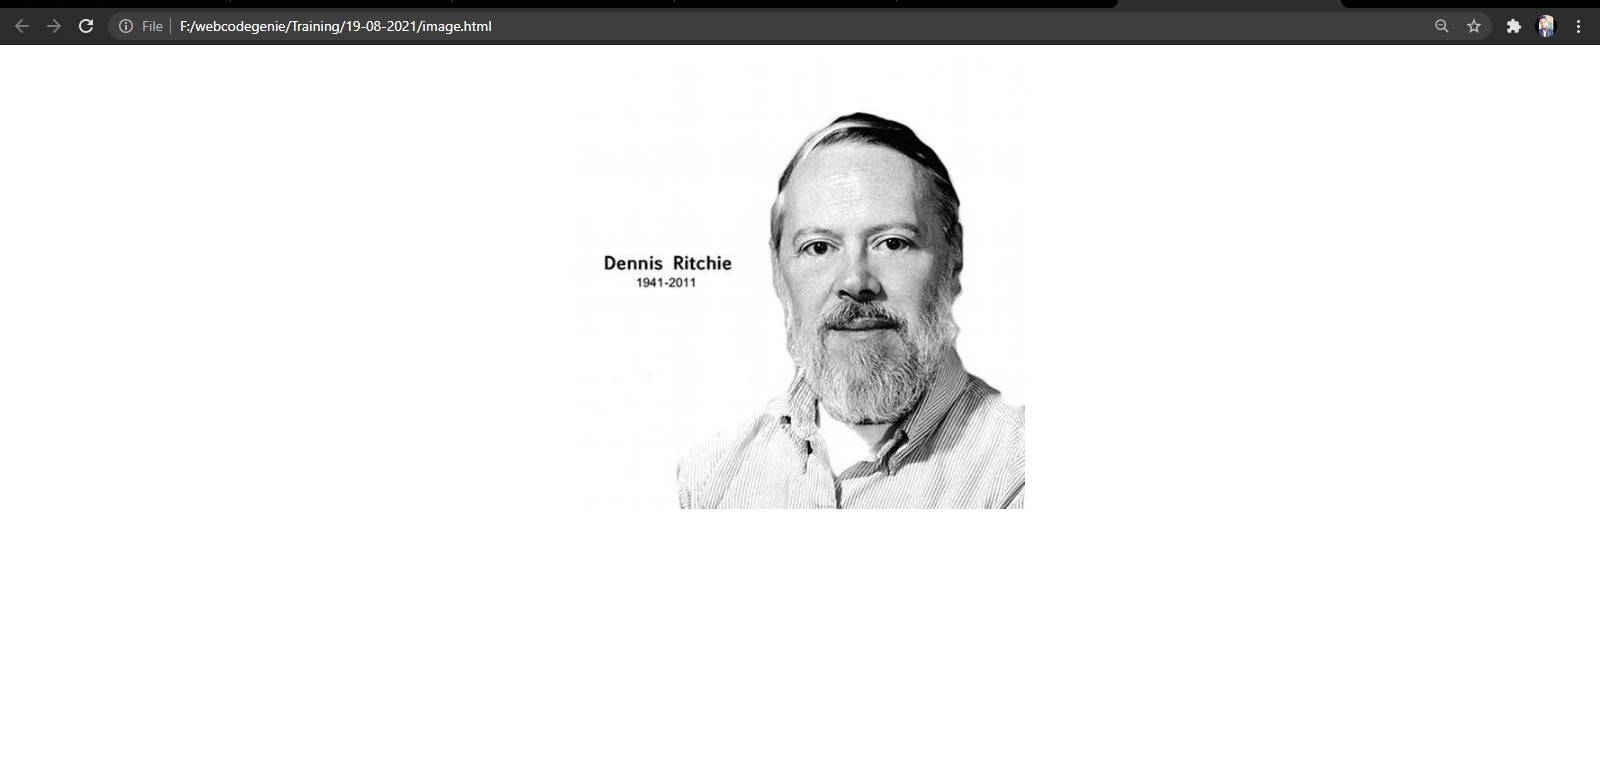 File F:/webcodegenie/Training/19-08-2021/image.html
Dennis Ritchie
1941-2011